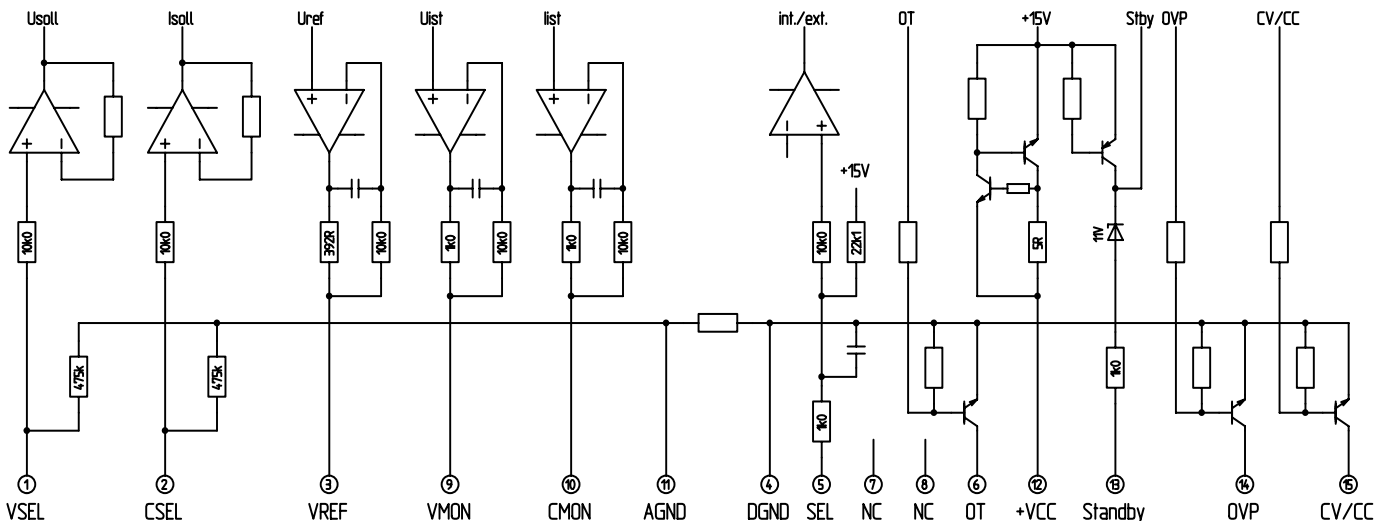 Usoll Isoll Uref Uist Iist int./ext. OT +15V Stby OVP CV/CC
+ – + – + – + – + – – +
+15V
10k0 10k0 392R 10k0 1k0 10k0 1k0 10k0 10k0 22k1 5R 11V
475k 475k 1k0
1k0
1 2 3 9 10 11 4 5 7 8 6 12 13 14 15
VSEL CSEL VREF VMON CMON AGND DGND SEL NC NC OT +VCC Standby OVP CV/CC